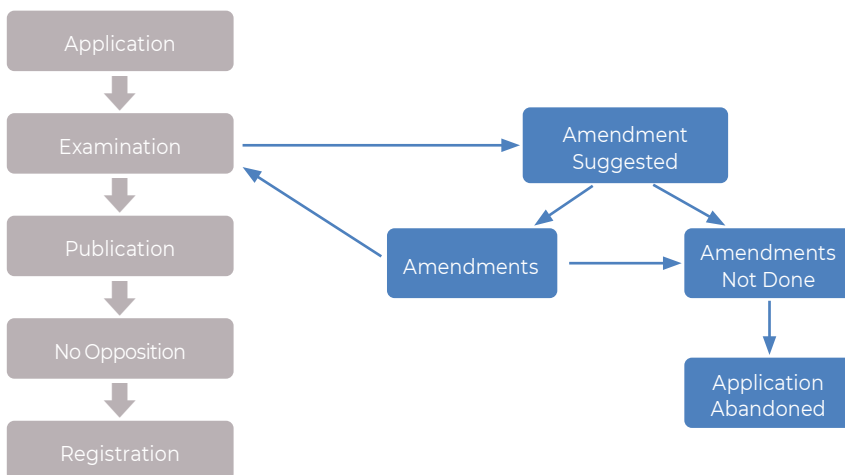 Application
Examination
Publication
No Opposition
Registration
Amendment
Suggested
Amendments
Amendments
Not Done
Application
Abandoned